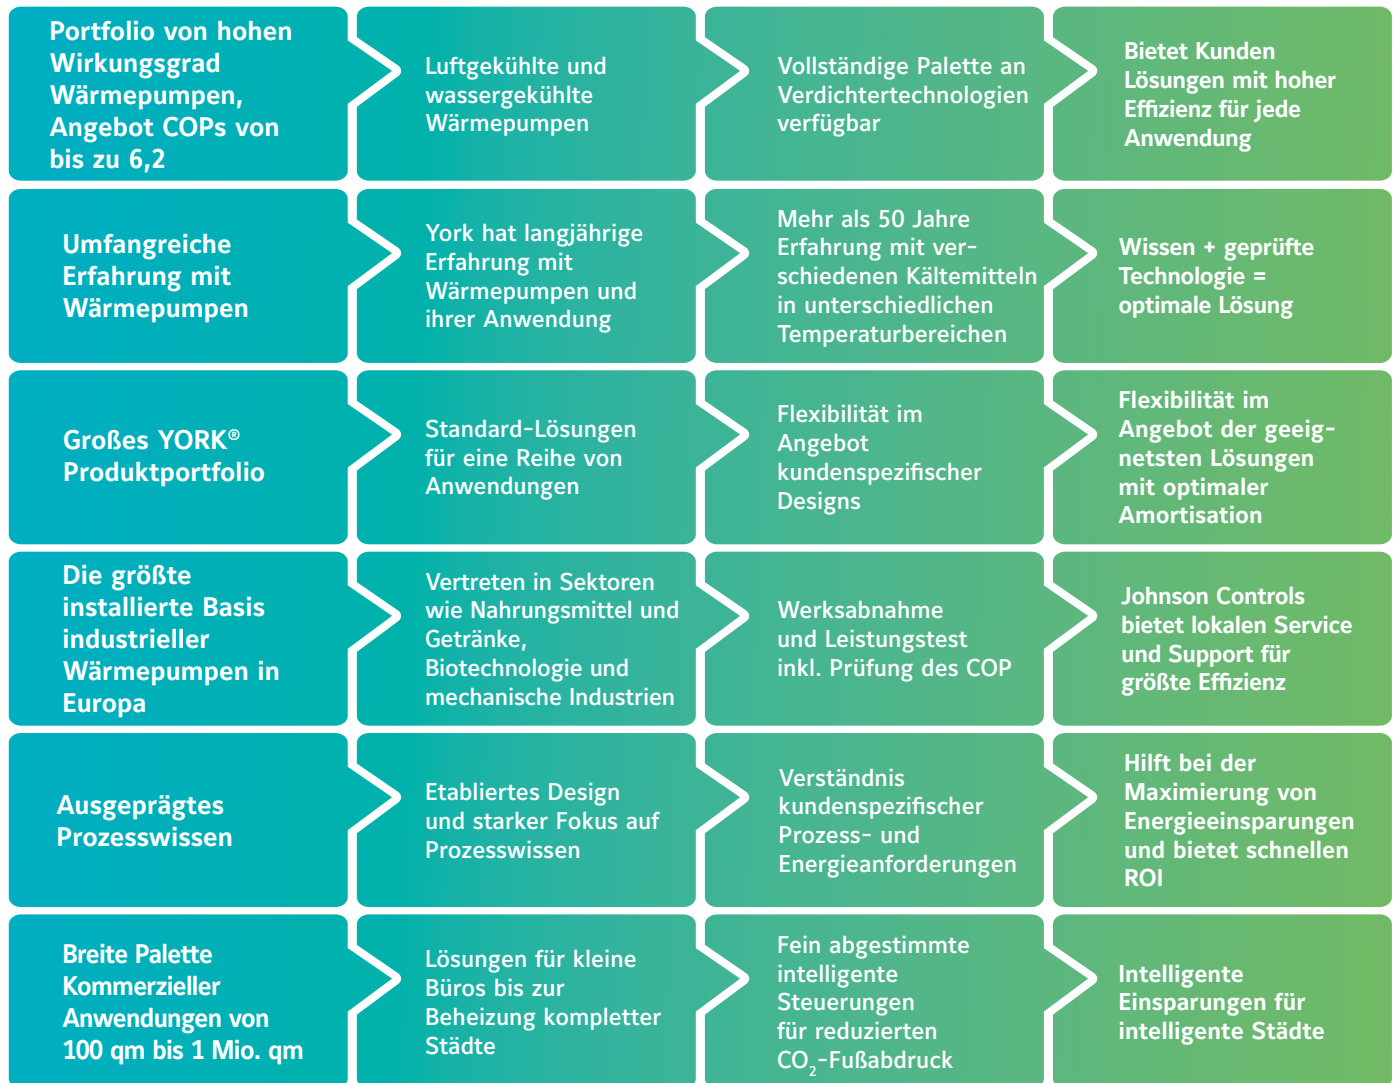 Portfolio von hohen
Wirkungsgrad
Wärmepumpen,
Angebot COPs von
bis zu 6,2
Luftgekühlte und
wassergekühlte
Wärmepumpen
Vollständige Palette an
Verdichtertechnologien
verfügbar
Bietet Kunden
Lösungen mit hoher
Effizienz für jede
Anwendung
Umfangreiche
Erfahrung mit
Wärmepumpen
York hat langjährige
Erfahrung mit
Wärmepumpen und
ihrer Anwendung
Mehr als 50 Jahre
Erfahrung mit ver-
schiedenen Kältemitteln
in unterschiedlichen
Temperaturbereichen
Wissen + geprüfte
Technologie =
optimale Lösung
Großes YORK®
Produktportfolio
Standard-Lösungen
für eine Reihe von
Anwendungen
Flexibilität im
Angebot
kundenspezifischer
Designs
Flexibilität im
Angebot der geeig-
netsten Lösungen
mit optimaler
Amortisation
Die größte
installierte Basis
industrieller
Wärmepumpen in
Europa
Vertreten in Sektoren
wie Nahrungsmittel und
Getränke,
Biotechnologie und
mechanische Industrien
Werksabnahme
und Leistungstest
inkl. Prüfung des COP
Johnson Controls
bietet lokalen Service
und Support für
größte Effizienz
Ausgeprägtes
Prozesswissen
Etabliertes Design
und starker Fokus auf
Prozesswissen
Verständnis
kundenspezifischer
Prozess- und
Energieanforderungen
Hilft bei der
Maximierung von
Energieeinsparungen
und bietet schnellen
ROI
Breite Palette
Kommerzieller
Anwendungen von
100 qm bis 1 Mio. qm
Lösungen für kleine
Büros bis zur
Beheizung kompletter
Städte
Fein abgestimmte
intelligente
Steuerungen
für reduzierten
CO₂-Fußabdruck
Intelligente
Einsparungen für
intelligente Städte